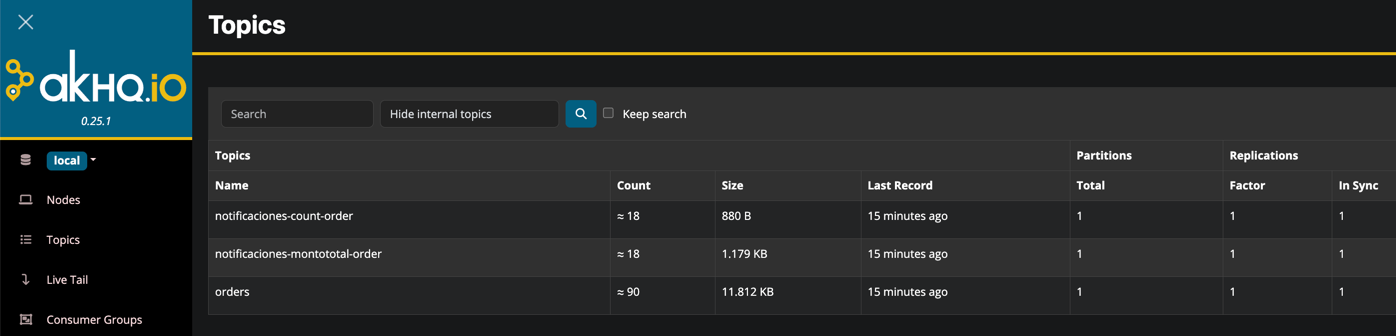 Topics
akHQ.io
0.25.1
Search Hide internal topics Keep search
local
Nodes
Topics
Live Tail
Consumer Groups
Topics Partitions Replications
Name Count Size Last Record Total Factor In Sync
notificaciones-count-order ≈ 18 880 B 15 minutes ago 1 1 1
notificaciones-montototal-order ≈ 18 1.179 KB 15 minutes ago 1 1 1
orders ≈ 90 11.812 KB 15 minutes ago 1 1 1